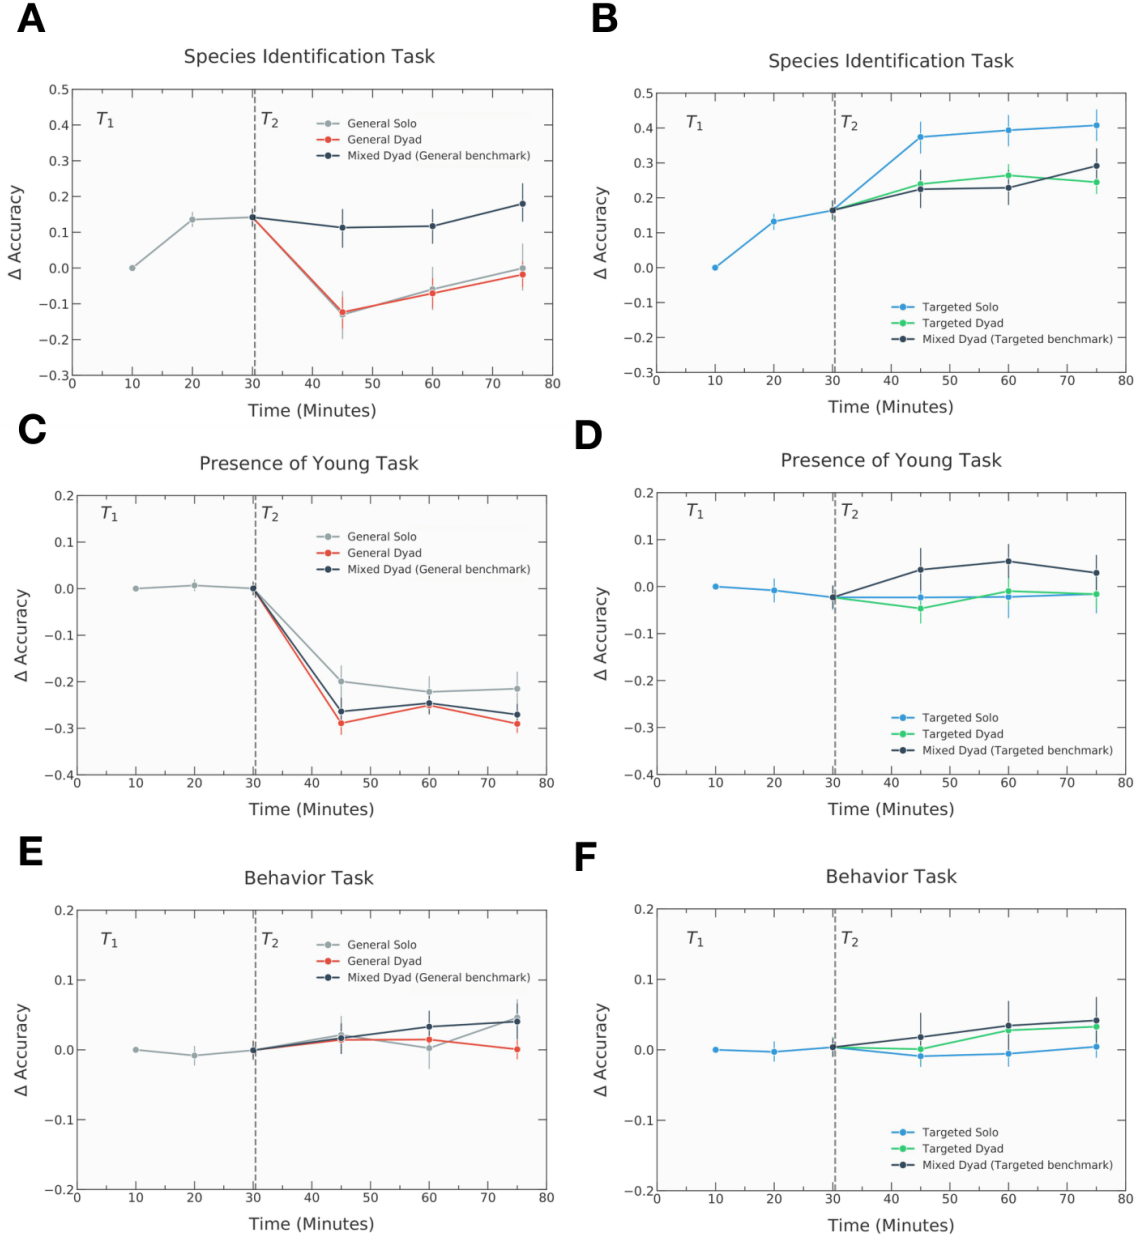 A
Species Identification Task
Δ Accuracy
0.5
0.4
0.3
0.2
0.1
0.0
−0.1
−0.2
−0.3
T1
T2
General Solo
General Dyad
Mixed Dyad (General benchmark)
0 10 20 30 40 50 60 70 80
Time (Minutes)
B
Species Identification Task
Δ Accuracy
0.5
0.4
0.3
0.2
0.1
0.0
−0.1
−0.2
−0.3
T1
T2
Targeted Solo
Targeted Dyad
Mixed Dyad (Targeted benchmark)
0 10 20 30 40 50 60 70 80
Time (Minutes)
C
Presence of Young Task
Δ Accuracy
0.2
0.1
0.0
−0.1
−0.2
−0.3
−0.4
T1
T2
General Solo
General Dyad
Mixed Dyad (General benchmark)
0 10 20 30 40 50 60 70 80
Time (Minutes)
D
Presence of Young Task
Δ Accuracy
0.2
0.1
0.0
−0.1
−0.2
−0.3
−0.4
T1
T2
Targeted Solo
Targeted Dyad
Mixed Dyad (Targeted benchmark)
0 10 20 30 40 50 60 70 80
Time (Minutes)
E
Behavior Task
Δ Accuracy
0.2
0.1
0.0
−0.1
−0.2
T1
T2
General Solo
General Dyad
Mixed Dyad (General benchmark)
0 10 20 30 40 50 60 70 80
Time (Minutes)
F
Behavior Task
Δ Accuracy
0.2
0.1
0.0
−0.1
−0.2
T1
T2
Targeted Solo
Targeted Dyad
Mixed Dyad (Targeted benchmark)
0 10 20 30 40 50 60 70 80
Time (Minutes)